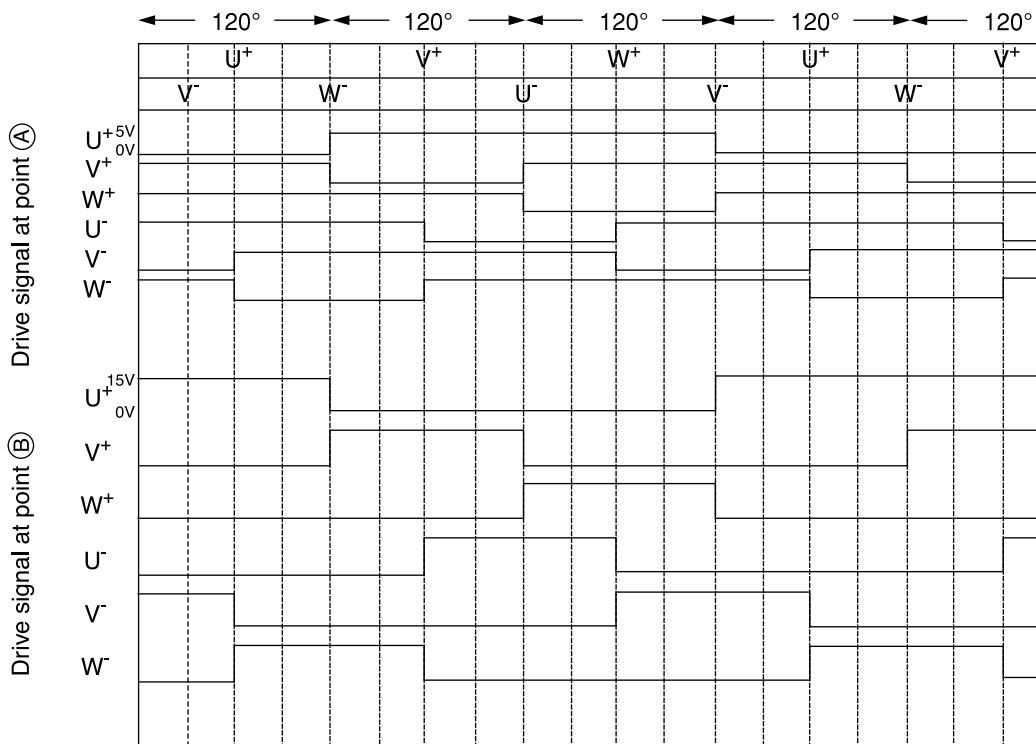 120° 120° 120° 120° 120°
U⁺ V⁺ W⁺ U⁺ V⁺
V⁻ W⁻ U⁻ V⁻ W⁻
Drive signal at point Ⓐ
U⁺ 5V
0V
V⁺
W⁺
U⁻
V⁻
W⁻
Drive signal at point Ⓑ
U⁺ 15V
0V
V⁺
W⁺
U⁻
V⁻
W⁻